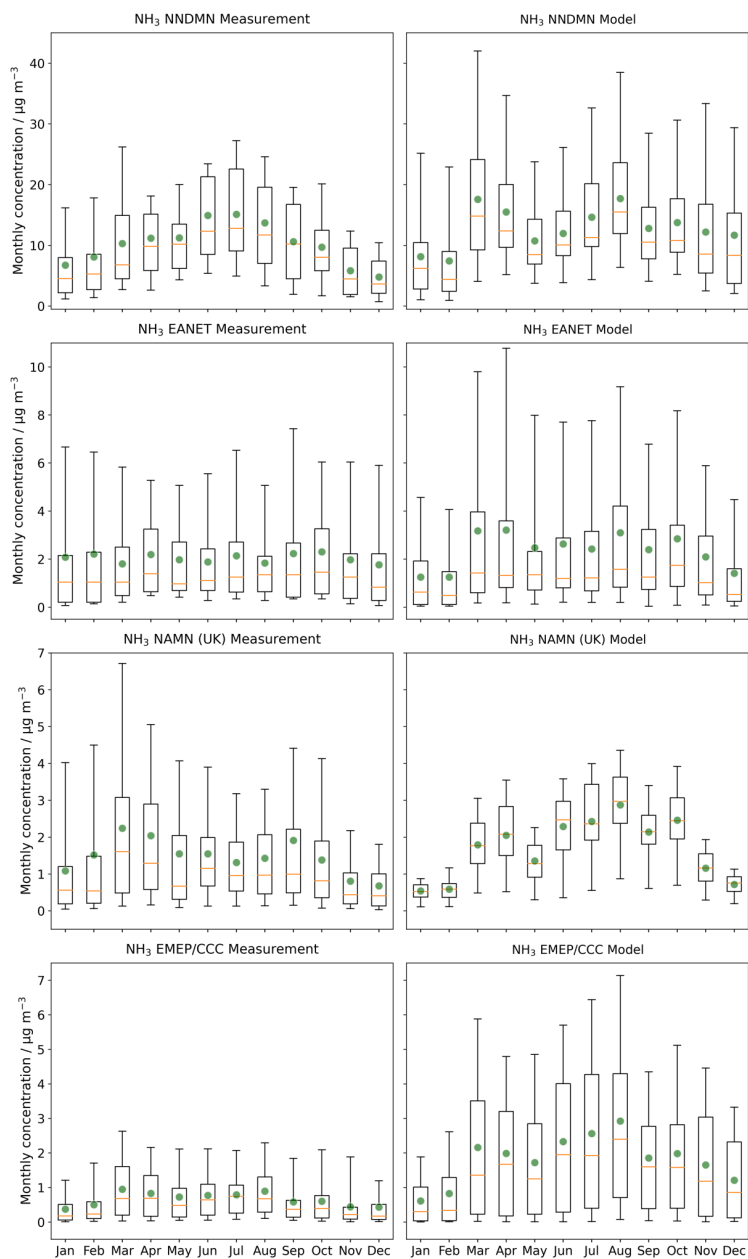 NH₃ NNDMN Measurement
NH₃ NNDMN Model
Monthly concentration / μg m⁻³
40
30
20
10
0
NH₃ EANET Measurement
NH₃ EANET Model
Monthly concentration / μg m⁻³
10
8
6
4
2
0
NH₃ NAMN (UK) Measurement
NH₃ NAMN (UK) Model
Monthly concentration / μg m⁻³
7
6
5
4
3
2
1
0
NH₃ EMEP/CCC Measurement
NH₃ EMEP/CCC Model
Monthly concentration / μg m⁻³
7
6
5
4
3
2
1
0
Jan Feb Mar Apr May Jun Jul Aug Sep Oct Nov Dec
Jan Feb Mar Apr May Jun Jul Aug Sep Oct Nov Dec